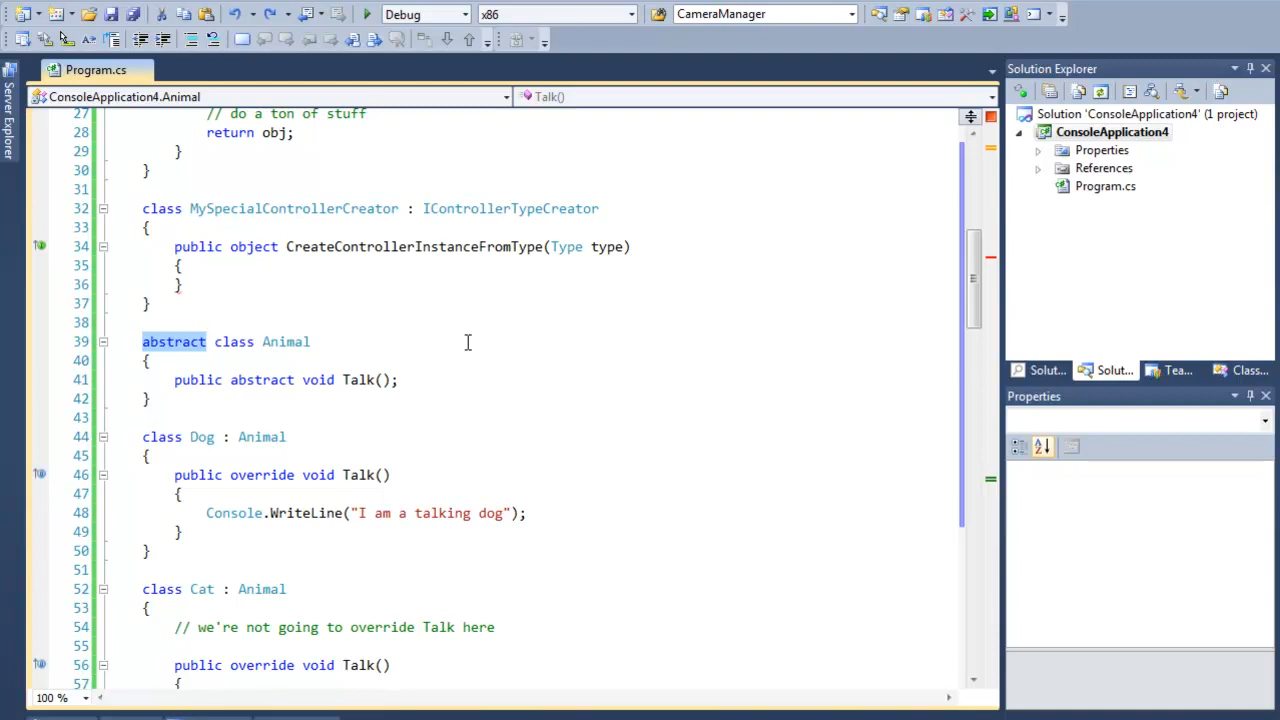 Debug
x86
CameraManager
Program.cs
Solution Explorer
ConsoleApplication4.Animal
Talk()
Server Explorer
27 // do a ton of stuff
28 return obj;
29 }
30 }
31
32 class MySpecialControllerCreator : IControllerTypeCreator
33 {
34 public object CreateControllerInstanceFromType(Type type)
35 {
36 }
37 }
38
39 abstract class Animal
40 {
41 public abstract void Talk();
42 }
43
44 class Dog : Animal
45 {
46 public override void Talk()
47 {
48 Console.WriteLine("I am a talking dog");
49 }
50 }
51
52 class Cat : Animal
53 {
54 // we're not going to override Talk here
55
56 public override void Talk()
57 {
100 %
Solution 'ConsoleApplication4' (1 project)
ConsoleApplication4
Properties
References
Program.cs
Solut... Solut... Tea... Class...
Properties